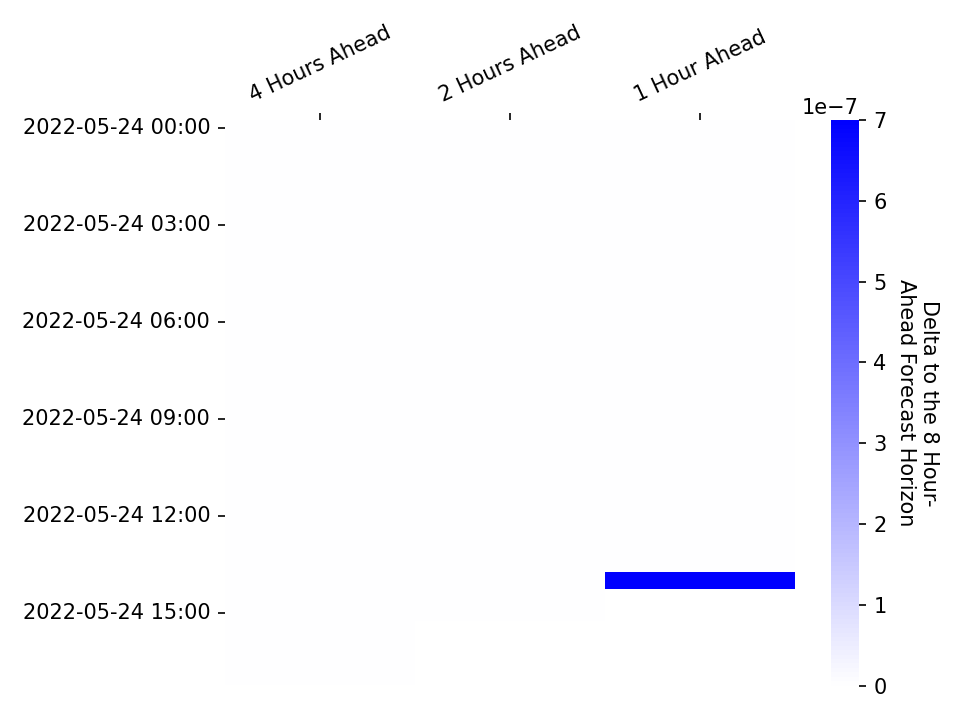 4 Hours Ahead
2 Hours Ahead
1 Hour Ahead
2022-05-24 00:00
2022-05-24 03:00
2022-05-24 06:00
2022-05-24 09:00
2022-05-24 12:00
2022-05-24 15:00
1e−7
7
6
5
4
3
2
1
0
Delta to the 8 Hour-
Ahead Forecast Horizon